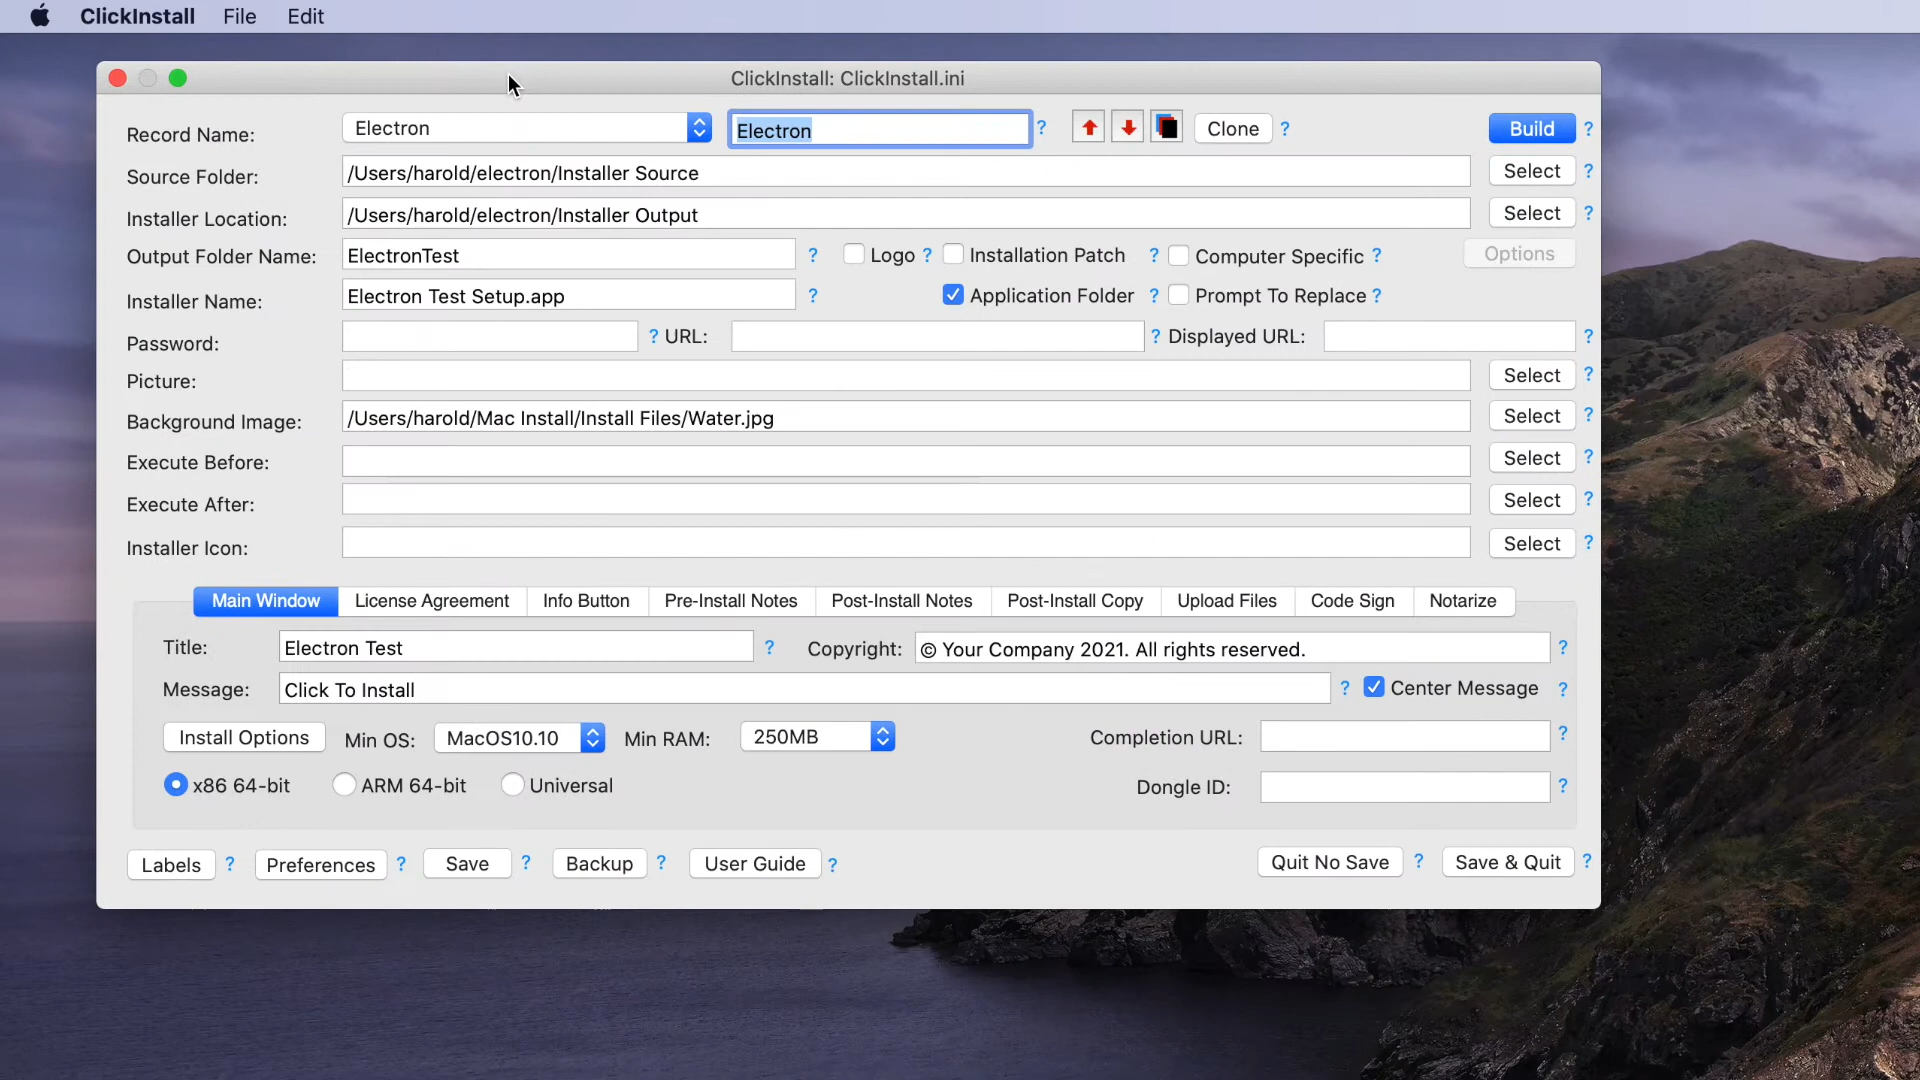 ClickInstall File Edit
ClickInstall: ClickInstall.ini
Record Name: Electron Electron ? Clone ? Build ?
Source Folder: /Users/harold/electron/Installer Source Select ?
Installer Location: /Users/harold/electron/Installer Output Select ?
Output Folder Name: ElectronTest ? Logo ? Installation Patch ? Computer Specific ? Options
Installer Name: Electron Test Setup.app ? Application Folder ? Prompt To Replace ?
Password: ? URL: ? Displayed URL: ?
Picture: Select ?
Background Image: /Users/harold/Mac Install/Install Files/Water.jpg Select ?
Execute Before: Select ?
Execute After: Select ?
Installer Icon: Select ?
Main Window License Agreement Info Button Pre-Install Notes Post-Install Notes Post-Install Copy Upload Files Code Sign Notarize
Title: Electron Test ? Copyright: © Your Company 2021. All rights reserved. ?
Message: Click To Install ? Center Message ?
Install Options Min OS: MacOS10.10 Min RAM: 250MB Completion URL: ?
x86 64-bit ARM 64-bit Universal Dongle ID: ?
Labels ? Preferences ? Save ? Backup ? User Guide ? Quit No Save ? Save & Quit ?